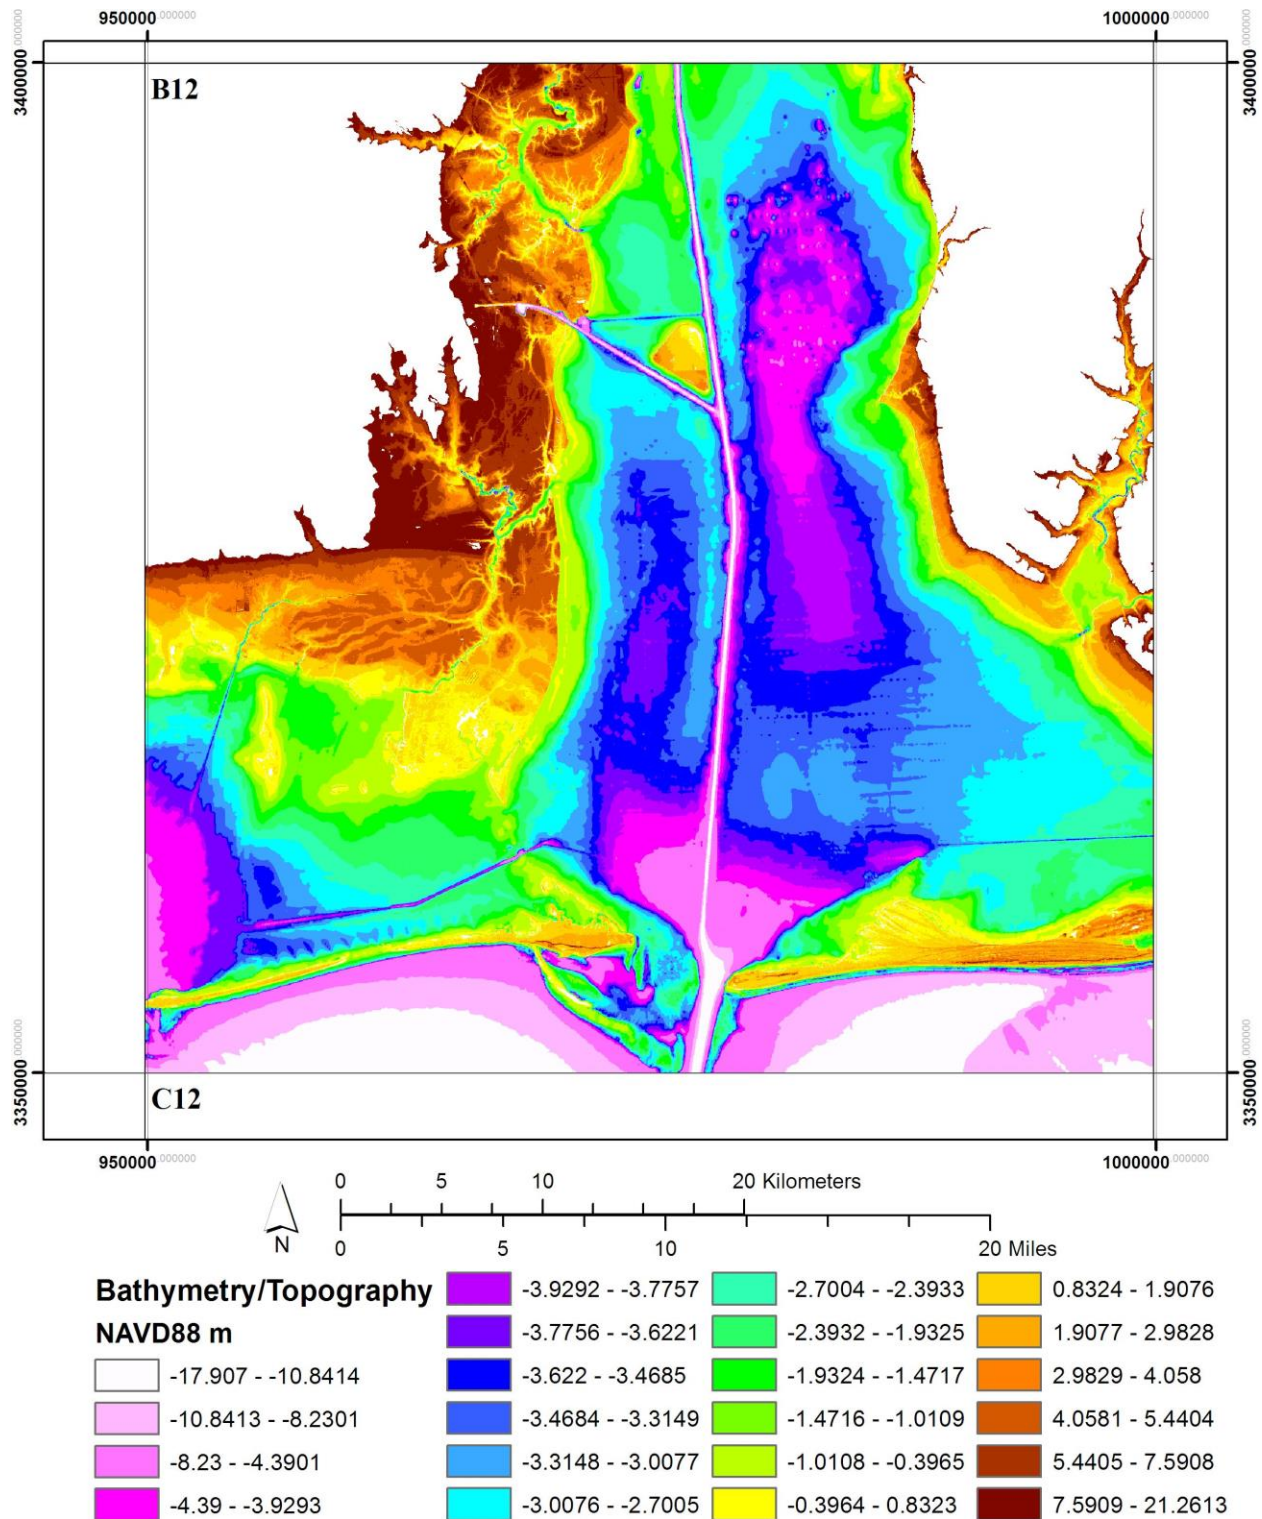 950000.000000 1000000.000000
3400000.000000 3400000.000000
B12
3350000.000000 3350000.000000
C12
950000.000000 1000000.000000
0 5 10 20 Kilometers
N
0 5 10 20 Miles
Bathymetry/Topography
NAVD88 m
-17.907 - -10.8414
-10.8413 - -8.2301
-8.23 - -4.3901
-4.39 - -3.9293
-3.9292 - -3.7757
-3.7756 - -3.6221
-3.622 - -3.4685
-3.4684 - -3.3149
-3.3148 - -3.0077
-3.0076 - -2.7005
-2.7004 - -2.3933
-2.3932 - -1.9325
-1.9324 - -1.4717
-1.4716 - -1.0109
-1.0108 - -0.3965
-0.3964 - 0.8323
0.8324 - 1.9076
1.9077 - 2.9828
2.9829 - 4.058
4.0581 - 5.4404
5.4405 - 7.5908
7.5909 - 21.2613